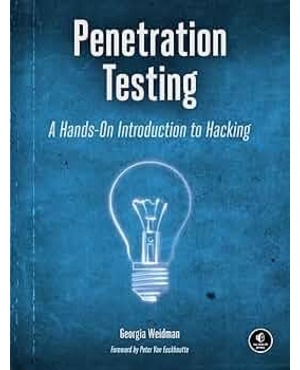 Penetration
Testing
A Hands-On Introduction to Hacking
Georgia Weidman
Foreword by Peter Van Eeckhoutte